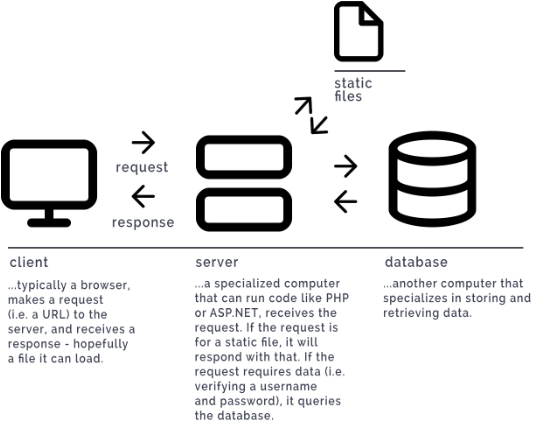 static
files
request
response
client
...typically a browser,
makes a request
(i.e. a URL) to the
server, and receives a
response - hopefully
a file it can load.
server
...a specialized computer
that can run code like PHP
or ASP.NET, receives the
request. If the request is
for a static file, it will
respond with that. If the
request requires data (i.e.
verifying a username
and password), it queries
the database.
database
...another computer that
specializes in storing and
retrieving data.